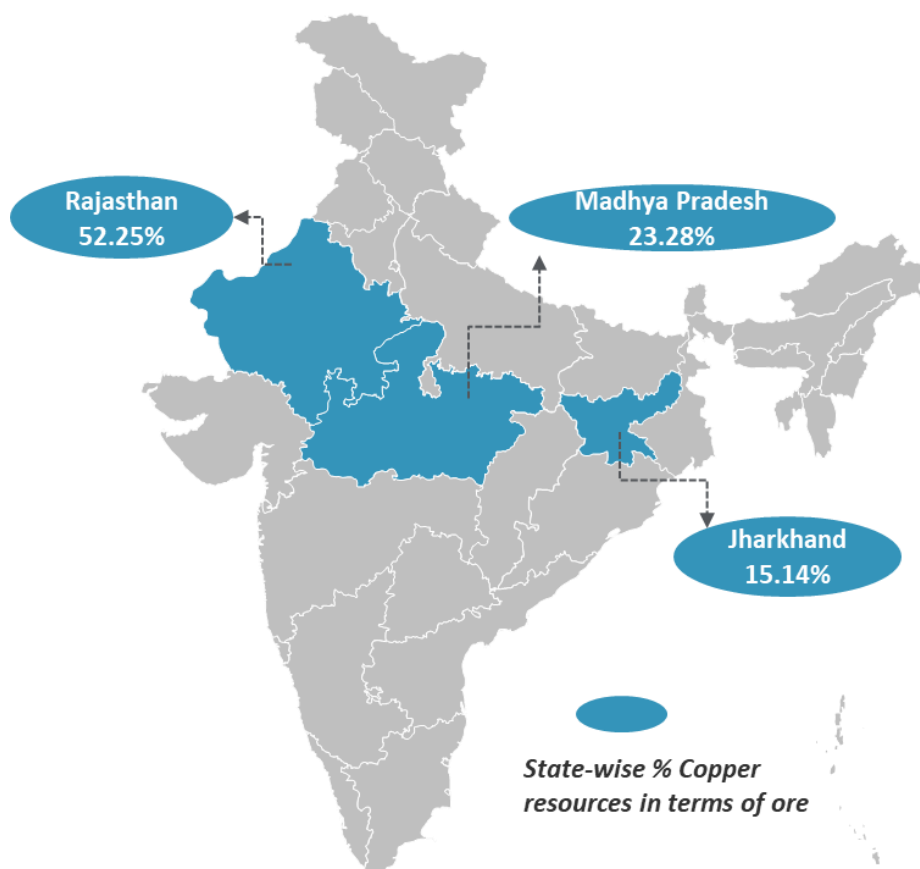 Rajasthan
52.25%
Madhya Pradesh
23.28%
Jharkhand
15.14%
State-wise % Copper
resources in terms of ore